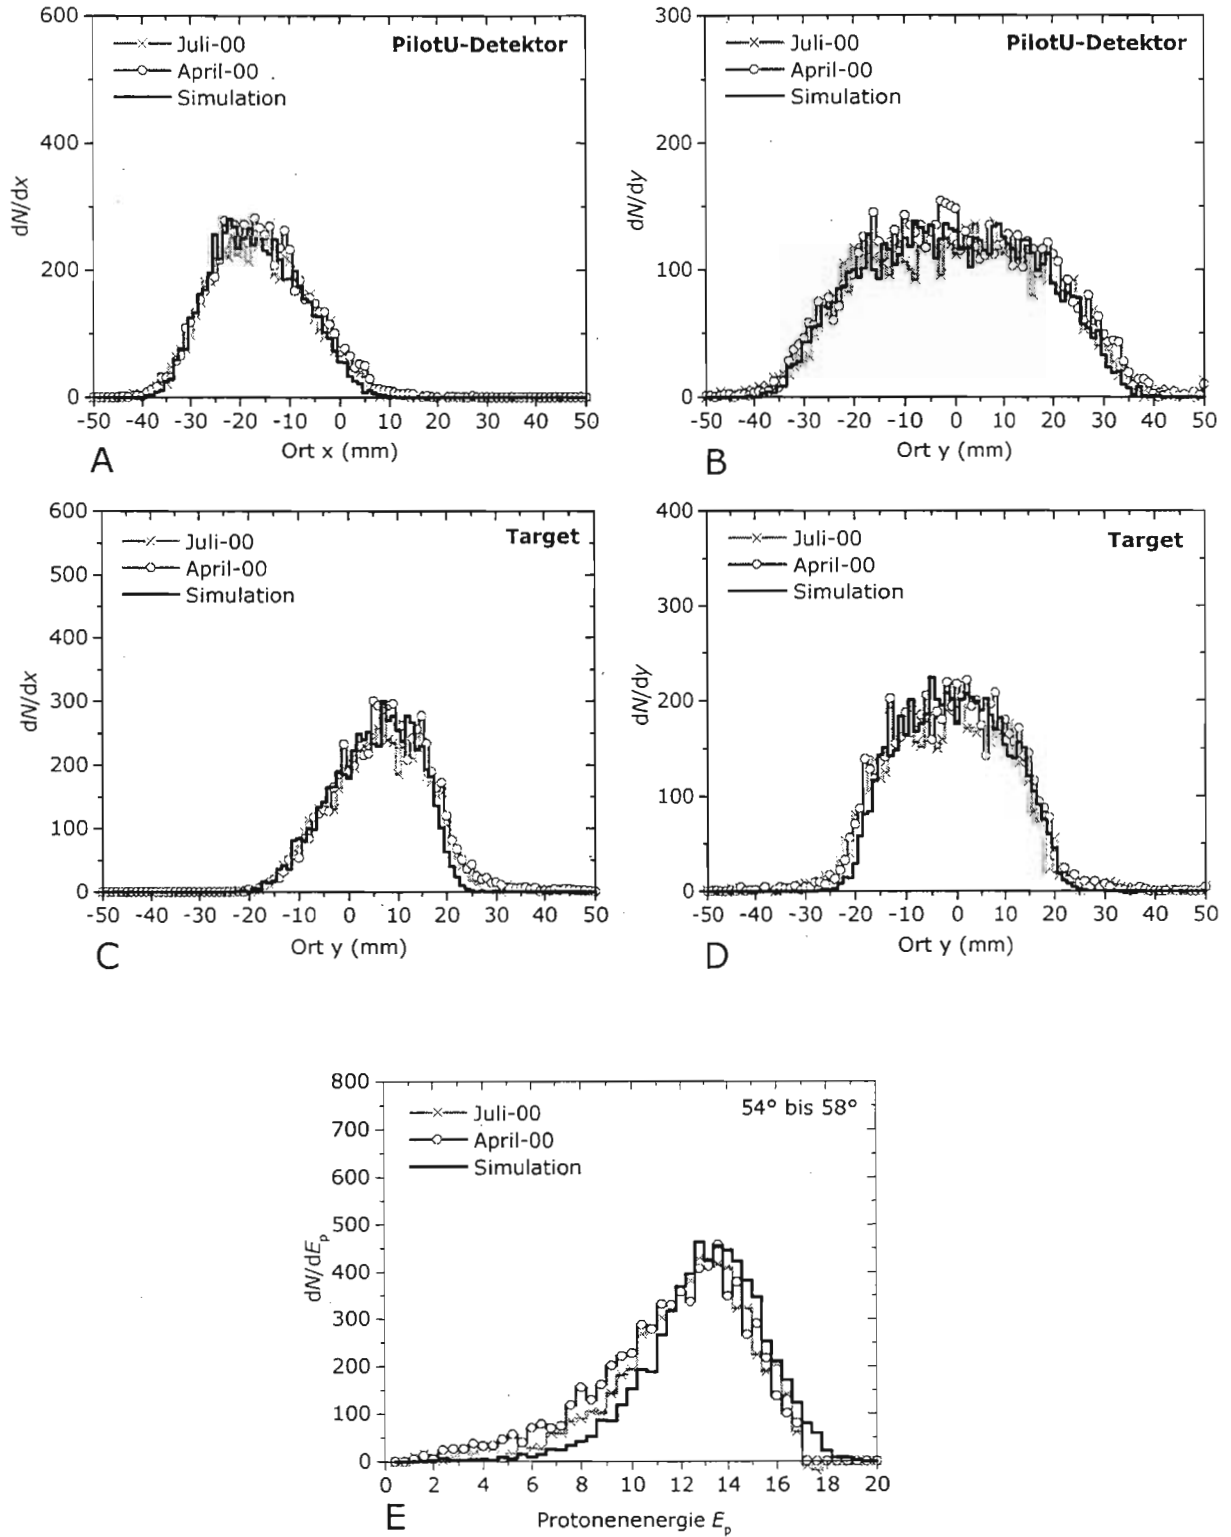 600
400
200
0
dN/dx
Juli-00
April-00
Simulation
PilotU-Detektor
-50 -40 -30 -20 -10 0 10 20 30 40 50
Ort x (mm)
A
300
200
100
0
dN/dy
Juli-00
April-00
Simulation
PilotU-Detektor
-50 -40 -30 -20 -10 0 10 20 30 40 50
Ort y (mm)
B
600
500
400
300
200
100
0
dN/dx
Juli-00
April-00
Simulation
Target
-50 -40 -30 -20 -10 0 10 20 30 40 50
Ort y (mm)
C
400
300
200
100
0
dN/dy
Juli-00
April-00
Simulation
Target
-50 -40 -30 -20 -10 0 10 20 30 40 50
Ort y (mm)
D
800
700
600
500
400
300
200
100
0
dN/dEp
Juli-00
April-00
Simulation
54° bis 58°
0 2 4 6 8 10 12 14 16 18 20
Protonenenergie Ep
E